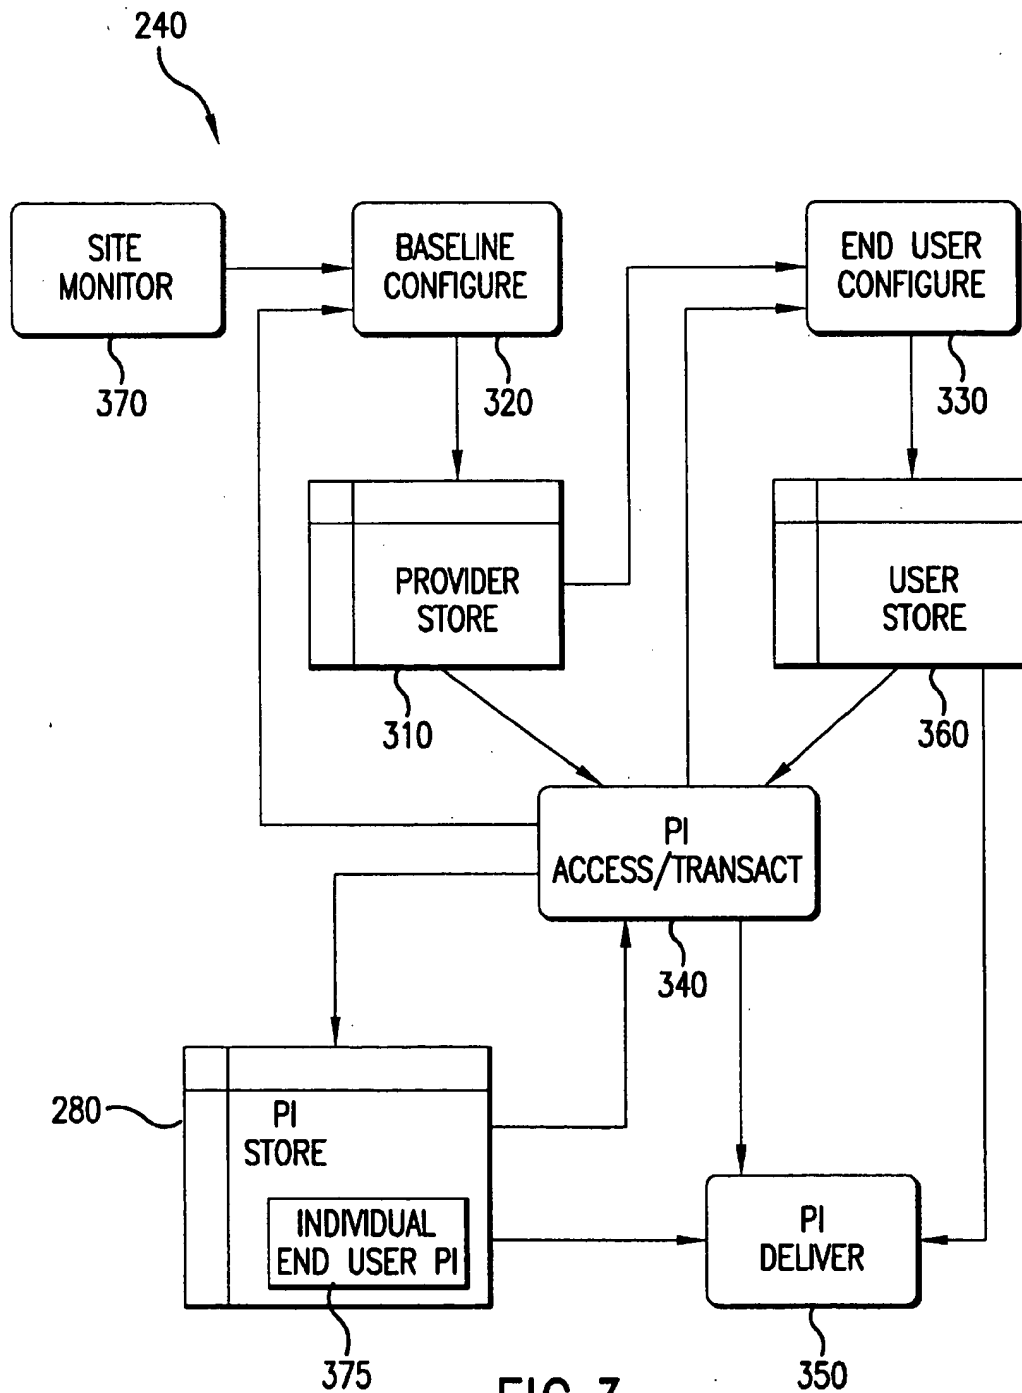 240
SITE
MONITOR
370
BASELINE
CONFIGURE
320
END USER
CONFIGURE
330
PROVIDER
STORE
310
USER
STORE
360
PI
ACCESS/TRANSACT
340
280
PI
STORE
INDIVIDUAL
END USER PI
375
PI
DELIVER
350